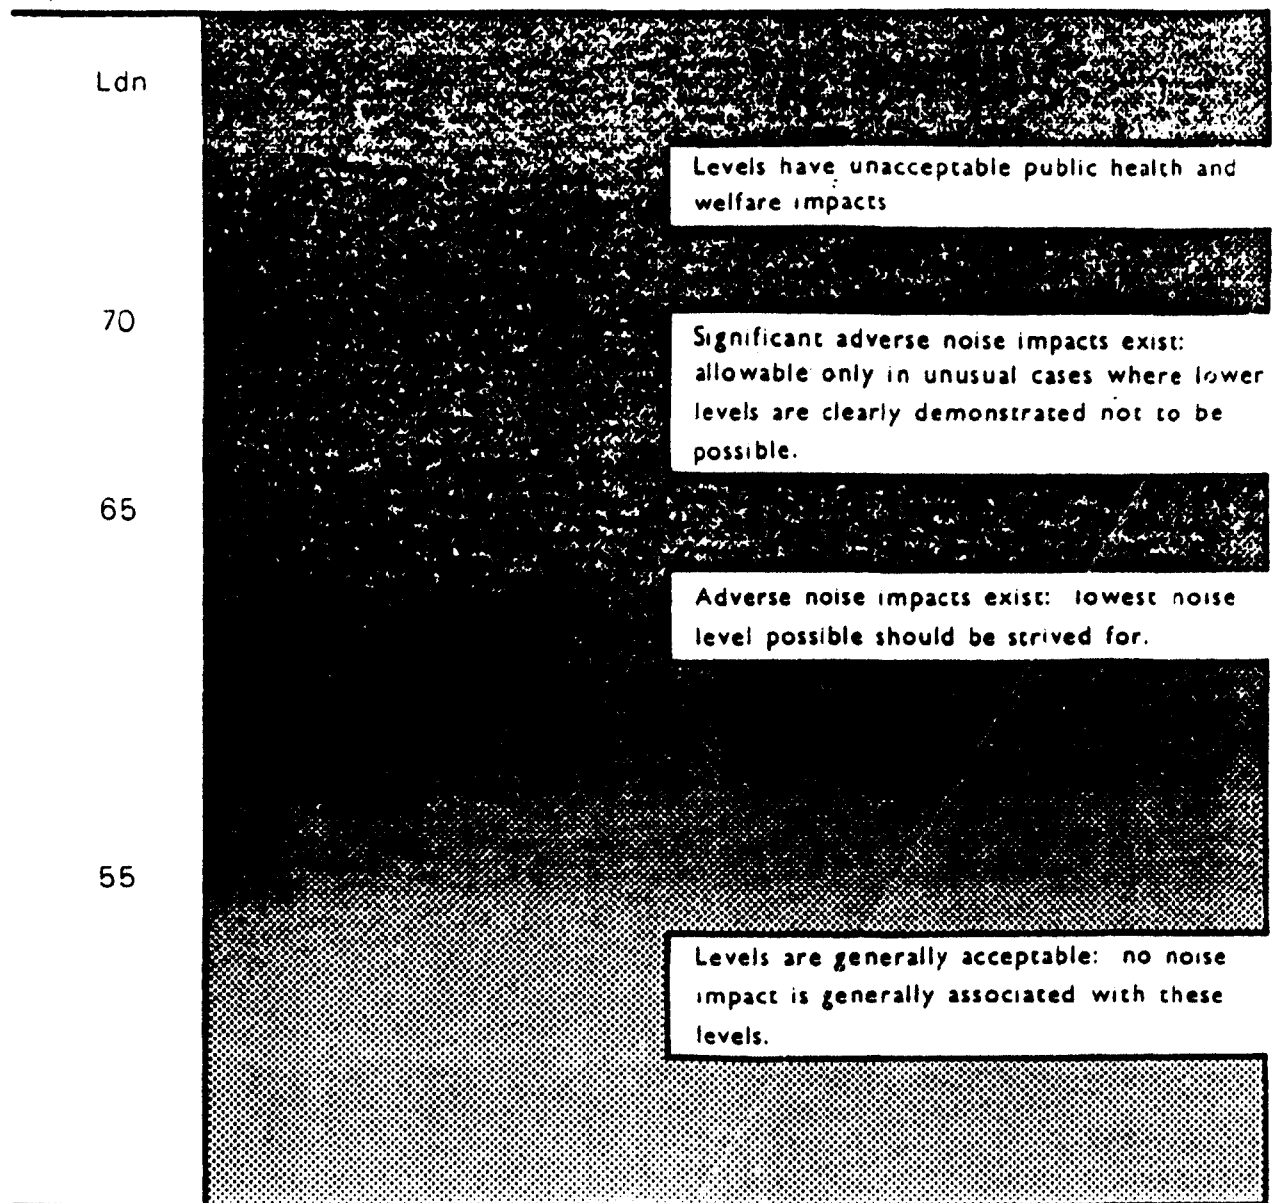 Ldn
Levels have unacceptable public health and
welfare impacts
70
Significant adverse noise impacts exist:
allowable only in unusual cases where lower
levels are clearly demonstrated not to be
possible.
65
Adverse noise impacts exist: lowest noise
level possible should be strived for.
55
Levels are generally acceptable: no noise
impact is generally associated with these
levels.